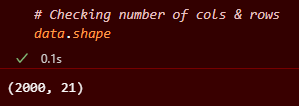 # Checking number of cols & rows
data.shape
✓ 0.1s
(2000, 21)